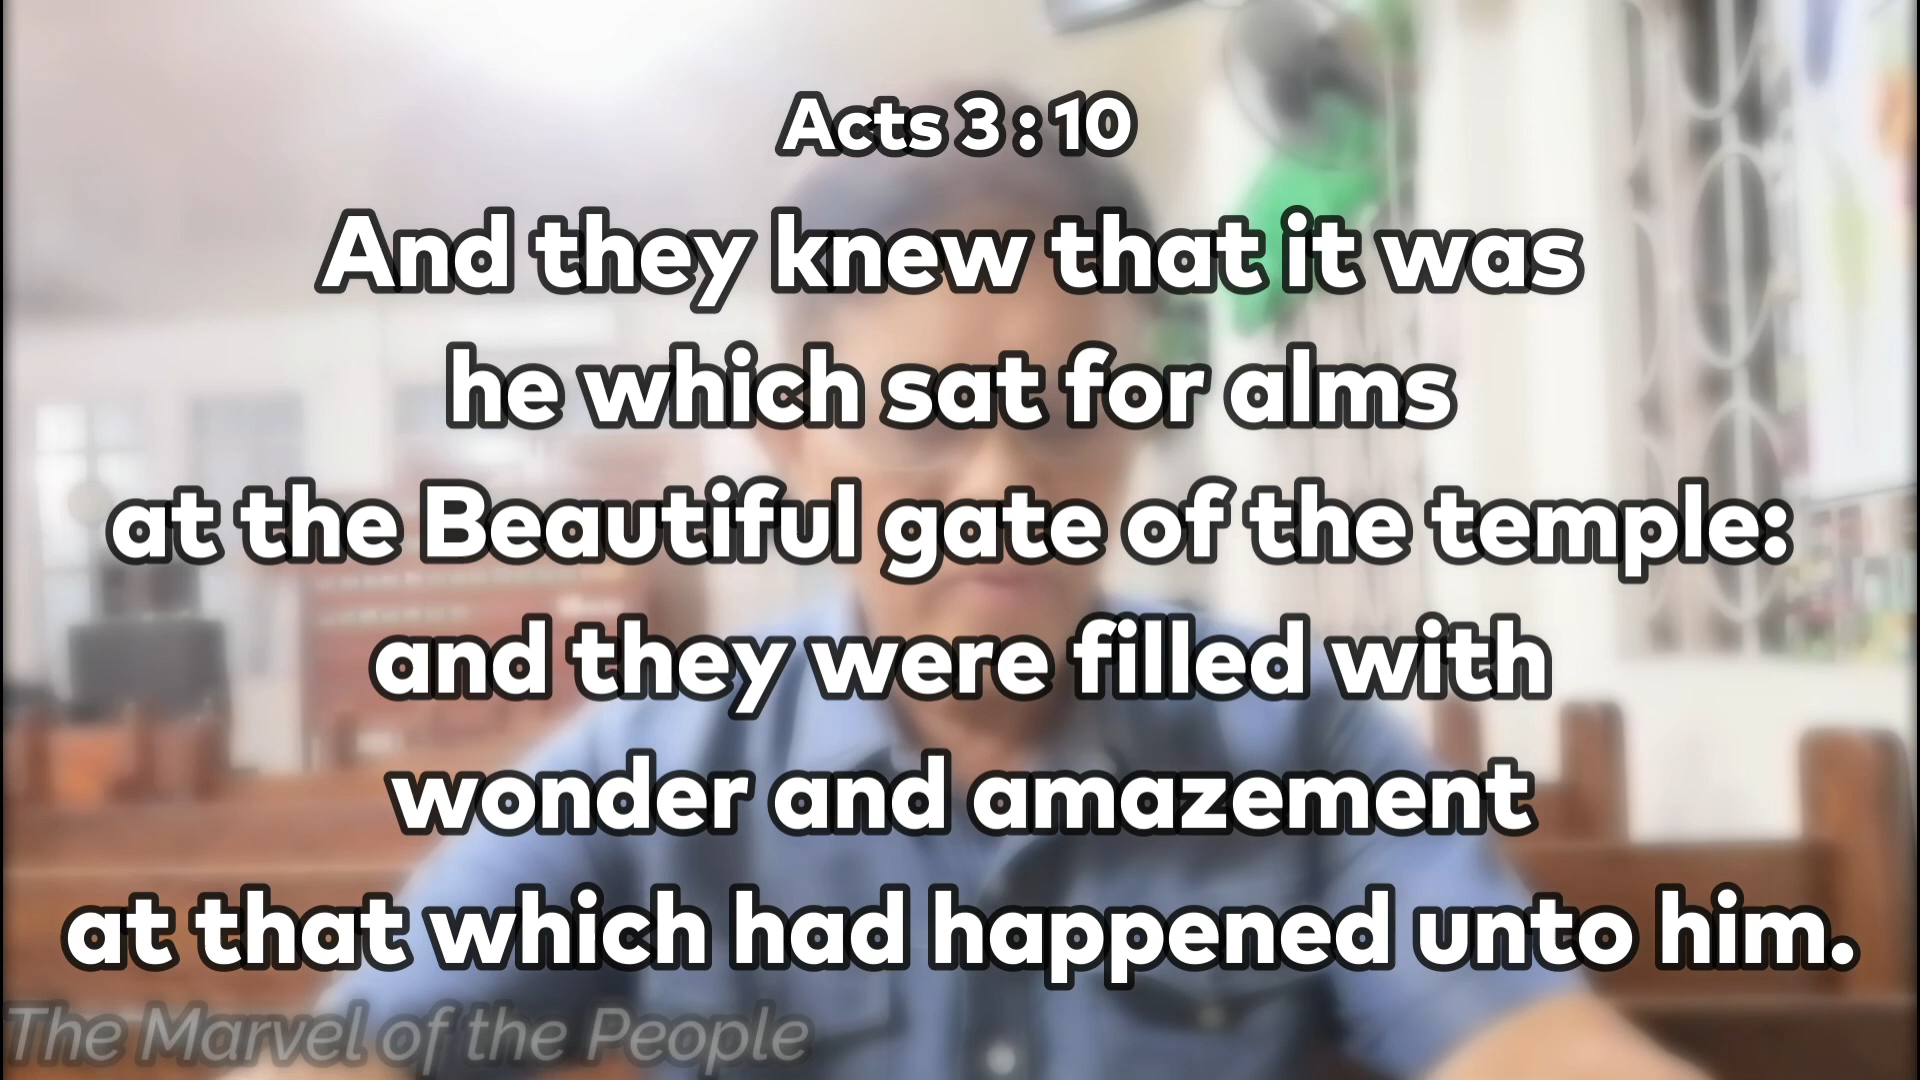 Acts 3 : 10
And they knew that it was
he which sat for alms
at the Beautiful gate of the temple:
and they were filled with
wonder and amazement
at that which had happened unto him.
The Marvel of the People